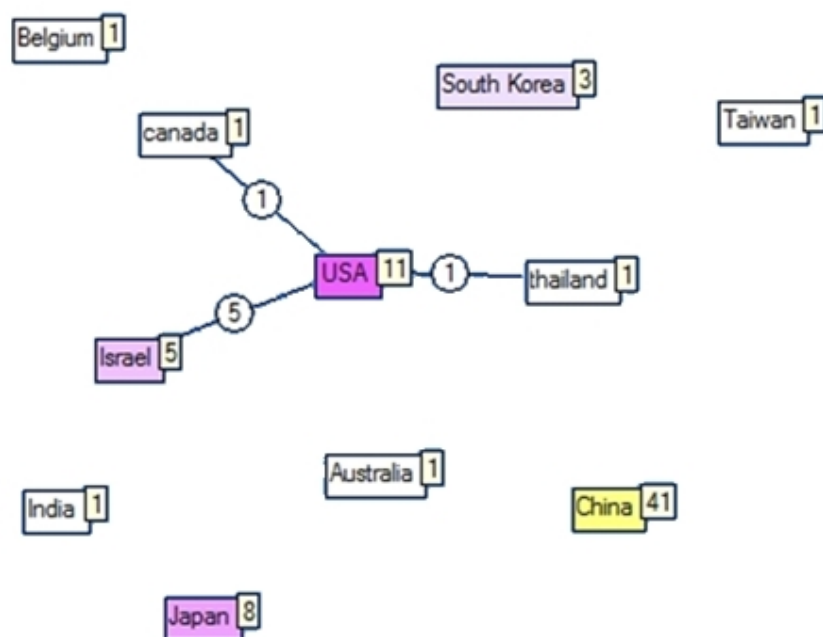 Belgium 1
South Korea 3
Taiwan 1
canada 1
1
USA 11
1
thailand 1
5
Israel 5
Australia 1
India 1
China 41
Japan 8